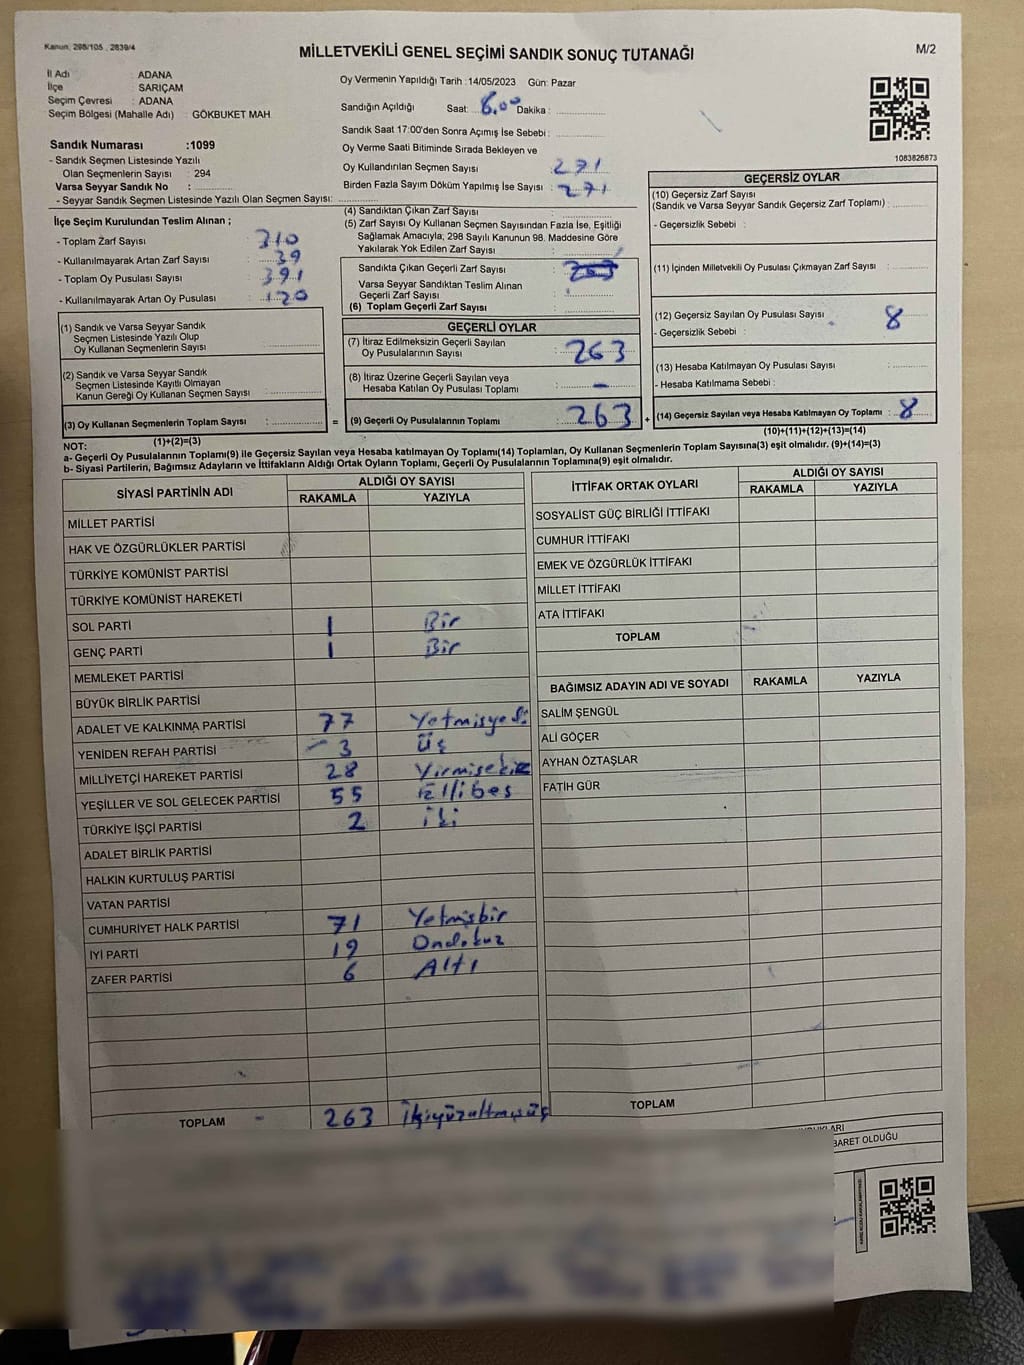 Kanun, 298/105 , 2839/4
MİLLETVEKİLİ GENEL SEÇİMİ SANDIK SONUÇ TUTANAĞI
M/2
İl Adı : ADANA
İlçe : SARIÇAM
Seçim Çevresi : ADANA
Seçim Bölgesi (Mahalle Adı) : GÖKBUKET MAH
Sandık Numarası :1099
- Sandık Seçmen Listesinde Yazılı
Olan Seçmenlerin Sayısı : 294
Varsa Seyyar Sandık No :
- Seyyar Sandık Seçmen Listesinde Yazılı Olan Seçmen Sayısı:
Oy Vermenin Yapıldığı Tarih :14/05/2023 Gün: Pazar
Sandığın Açıldığı Saat: 8.00 Dakika :
Sandık Saat 17:00'den Sonra Açımış İse Sebebi :
Oy Verme Saati Bitiminde Sırada Bekleyen ve
Oy Kullandırılan Seçmen Sayısı : 271
Birden Fazla Sayım Döküm Yapılmış İse Sayısı : 271
1083826873
İlçe Seçim Kurulundan Teslim Alınan ;
- Toplam Zarf Sayısı : 310
- Kullanılmayarak Artan Zarf Sayısı : 39
- Toplam Oy Pusulası Sayısı : 391
- Kullanılmayarak Artan Oy Pusulası : 120
(1) Sandık ve Varsa Seyyar Sandık
Seçmen Listesinde Yazılı Olup
Oy Kullanan Seçmenlerin Sayısı :
(2) Sandık ve Varsa Seyyar Sandık
Seçmen Listesinde Kayıtlı Olmayan
Kanun Gereği Oy Kullanan Seçmen Sayısı :
(3) Oy Kullanan Seçmenlerin Toplam Sayısı :
(1)+(2)=(3)
(4) Sandıktan Çıkan Zarf Sayısı :
(5) Zarf Sayısı Oy Kullanan Seçmen Sayısından Fazla İse, Eşitliği
Sağlamak Amacıyla, 298 Sayılı Kanunun 98. Maddesine Göre
Yakılarak Yok Edilen Zarf Sayısı :
Sandıkta Çıkan Geçerli Zarf Sayısı :
Varsa Seyyar Sandıktan Teslim Alınan
Geçerli Zarf Sayısı :
(6) Toplam Geçerli Zarf Sayısı :
GEÇERLİ OYLAR
(7) İtiraz Edilmeksizin Geçerli Sayılan
Oy Pusulalarının Sayısı : 263
(8) İtiraz Üzerine Geçerli Sayılan veya
Hesaba Katılan Oy Pusulası Toplamı : –
= (9) Geçerli Oy Pusulalarının Toplamı : 263 +
GEÇERSİZ OYLAR
(10) Geçersiz Zarf Sayısı
(Sandık ve Varsa Seyyar Sandık Geçersiz Zarf Toplamı) :
- Geçersizlik Sebebi :
(11) İçinden Milletvekili Oy Pusulası Çıkmayan Zarf Sayısı :
(12) Geçersiz Sayılan Oy Pusulası Sayısı : 8
- Geçersizlik Sebebi :
(13) Hesaba Katılmayan Oy Pusulası Sayısı :
- Hesaba Katılmama Sebebi :
(14) Geçersiz Sayılan veya Hesaba Katılmayan Oy Toplamı : 8
(10)+(11)+(12)+(13)=(14)
NOT:
a- Geçerli Oy Pusulalarının Toplamı(9) ile Geçersiz Sayılan veya Hesaba katılmayan Oy Toplamı(14) Toplamları, Oy Kullanan Seçmenlerin Toplam Sayısına(3) eşit olmalıdır. (9)+(14)=(3)
b- Siyasi Partilerin, Bağımsız Adayların ve İttifakların Aldığı Ortak Oyların Toplamı, Geçerli Oy Pusulalarının Toplamına(9) eşit olmalıdır.
SİYASİ PARTİNİN ADI
ALDIĞI OY SAYISI
RAKAMLA YAZIYLA
MİLLET PARTİSİ
HAK VE ÖZGÜRLÜKLER PARTİSİ
TÜRKİYE KOMÜNİST PARTİSİ
TÜRKİYE KOMÜNİST HAREKETİ
SOL PARTİ 1 Bir
GENÇ PARTİ 1 Bir
MEMLEKET PARTİSİ
BÜYÜK BİRLİK PARTİSİ
ADALET VE KALKINMA PARTİSİ 77 Yetmişyedi
YENİDEN REFAH PARTİSİ 3 üç
MİLLİYETÇİ HAREKET PARTİSİ 28 Yirmisekiz
YEŞİLLER VE SOL GELECEK PARTİSİ 55 Ellibeş
TÜRKİYE İŞÇİ PARTİSİ 2 iki
ADALET BİRLİK PARTİSİ
HALKIN KURTULUŞ PARTİSİ
VATAN PARTİSİ
CUMHURİYET HALK PARTİSİ 71 Yetmişbir
İYİ PARTİ 19 Ondokuz
ZAFER PARTİSİ 6 Altı
TOPLAM 263 İkiyüzaltmışüç
İTTİFAK ORTAK OYLARI
ALDIĞI OY SAYISI
RAKAMLA YAZIYLA
SOSYALİST GÜÇ BİRLİĞİ İTTİFAKI
CUMHUR İTTİFAKI
EMEK VE ÖZGÜRLÜK İTTİFAKI
MİLLET İTTİFAKI
ATA İTTİFAKI
TOPLAM
BAĞIMSIZ ADAYIN ADI VE SOYADI RAKAMLA YAZIYLA
SALİM ŞENGÜL
ALİ GÖÇER
AYHAN ÖZTAŞLAR
FATİH GÜR
TOPLAM
BARET OLDUĞU